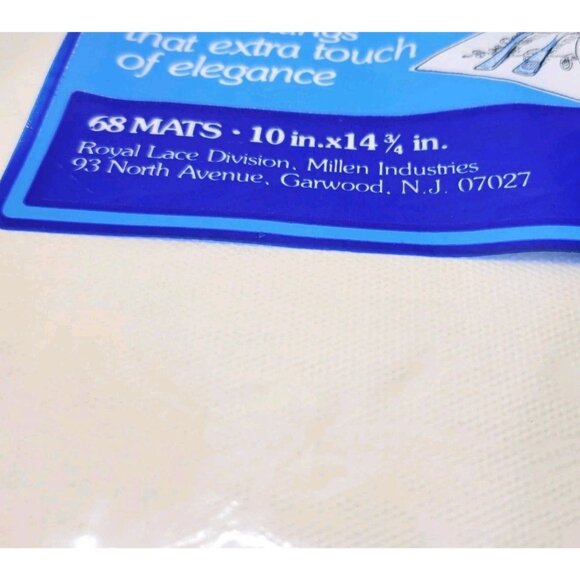 that extra touch
of elegance
68 MATS · 10 in.x14 ¾ in.
Royal Lace Division, Millen Industries
93 North Avenue, Garwood, N.J. 07027